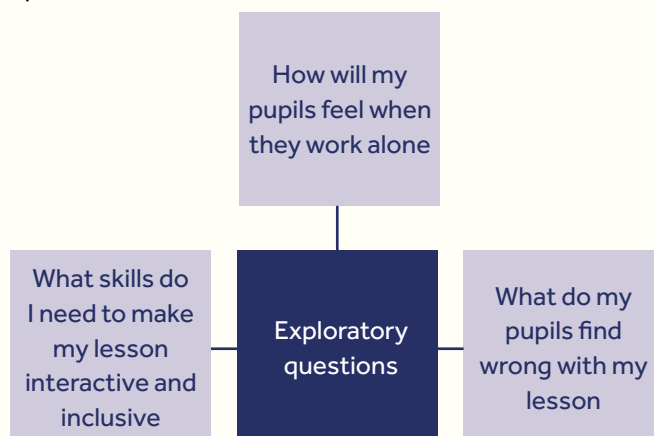 How will my
pupils feel when
they work alone
What skills do
I need to make
my lesson
interactive and
inclusive
Exploratory
questions
What do my
pupils find
wrong with my
lesson